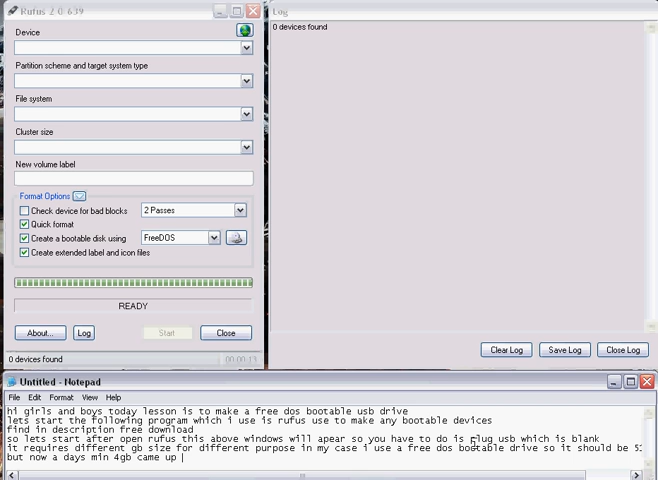 Rufus 2.0.639
Device
Partition scheme and target system type
File system
Cluster size
New volume label
Format Options
Check device for bad blocks 2 Passes
Quick format
Create a bootable disk using FreeDOS
Create extended label and icon files
READY
About... Log Start Close
0 devices found 00:00:13
Log
0 devices found
Clear Log Save Log Close Log
Untitled - Notepad
File Edit Format View Help
hi girls and boys today lesson is to make a free dos bootable usb drive
lets start the following program which i use is rufus use to make any bootable devices
find in description free download
so lets start after open rufus this above windows will apear so you have to do is plug usb which is blank
it requires different gb size for different purpose in my case i use a free dos bootable drive so it should be
but now a days min 4gb came up